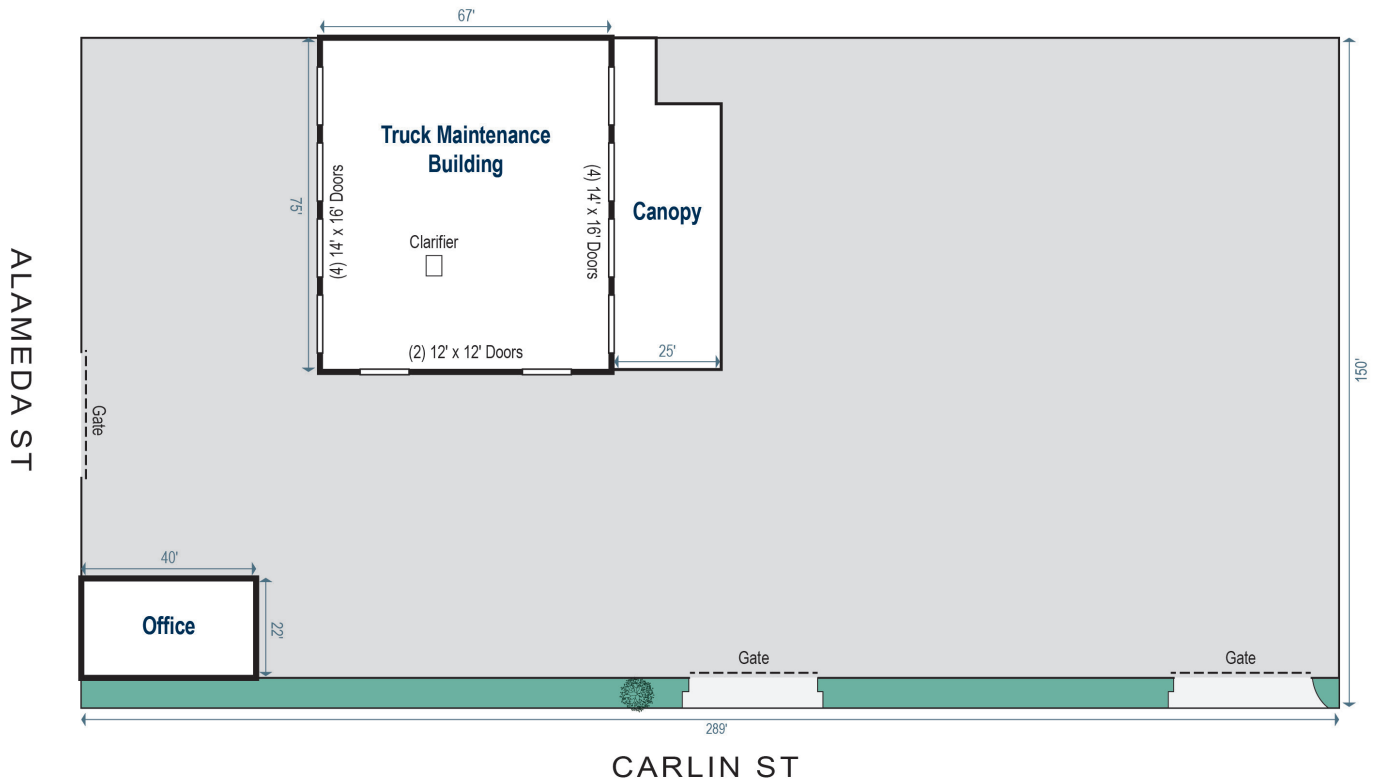 67'
Truck Maintenance
Building
75'
(4) 14' x 16' Doors
(4) 14' x 16' Doors
Canopy
Clarifier
(2) 12' x 12' Doors
25'
150'
ALAMEDA ST
Gate
40'
Office
22'
Gate
Gate
289'
CARLIN ST